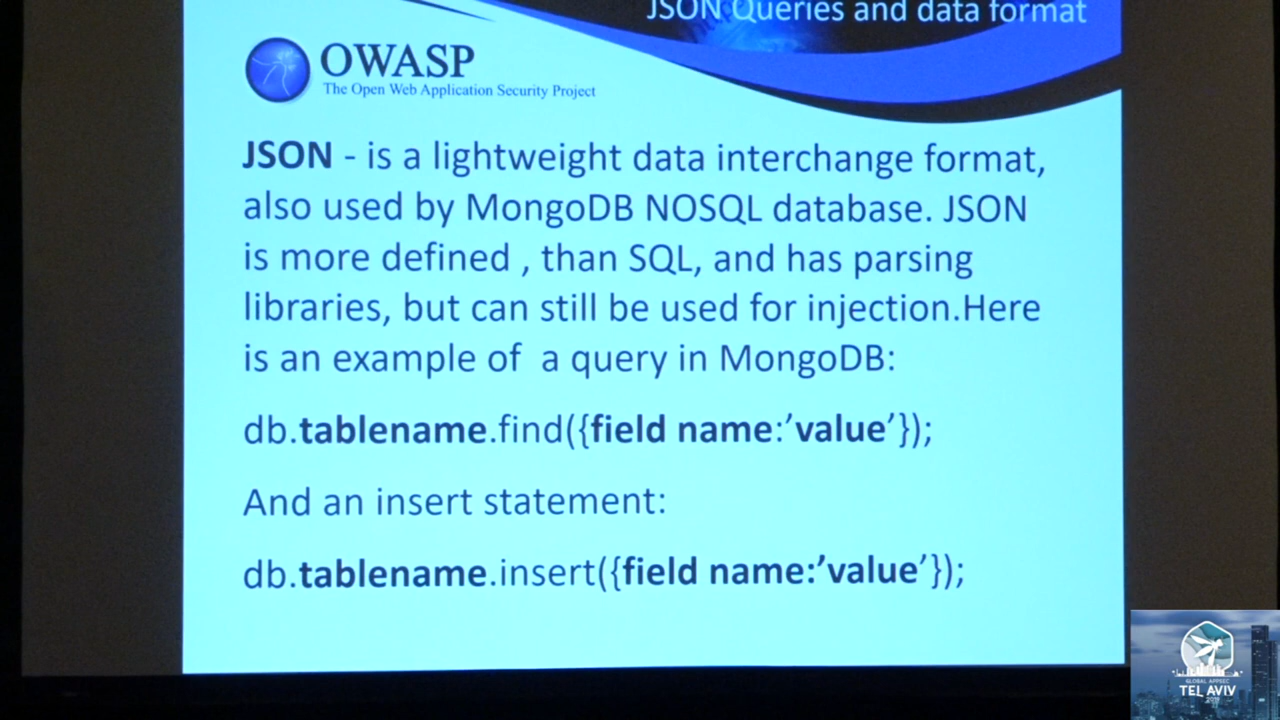 JSON Queries and data format
OWASP
The Open Web Application Security Project
JSON - is a lightweight data interchange format,
also used by MongoDB NOSQL database. JSON
is more defined , than SQL, and has parsing
libraries, but can still be used for injection.Here
is an example of a query in MongoDB:
db.tablename.find({field name:’value’});
And an insert statement:
db.tablename.insert({field name:’value’});
GLOBAL APPSEC
TEL AVIV